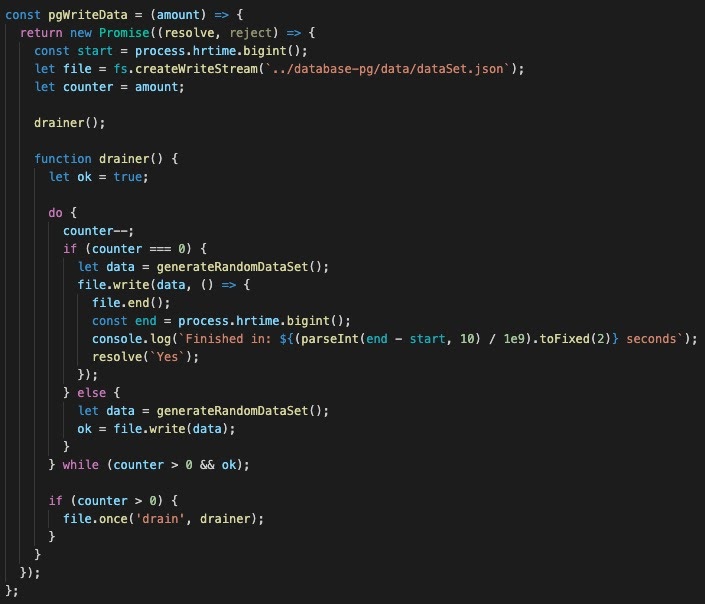 const pgWriteData = (amount) => {
  return new Promise((resolve, reject) => {
    const start = process.hrtime.bigint();
    let file = fs.createWriteStream(`../database-pg/data/dataSet.json`);
    let counter = amount;

    drainer();

    function drainer() {
      let ok = true;

      do {
        counter--;
        if (counter === 0) {
          let data = generateRandomDataSet();
          file.write(data, () => {
            file.end();
            const end = process.hrtime.bigint();
            console.log(`Finished in: ${(parseInt(end - start, 10) / 1e9).toFixed(2)} seconds`);
            resolve(`Yes`);
          });
        } else {
          let data = generateRandomDataSet();
          ok = file.write(data);
        }
      } while (counter > 0 && ok);

      if (counter > 0) {
        file.once('drain', drainer);
      }
    }
  });
};